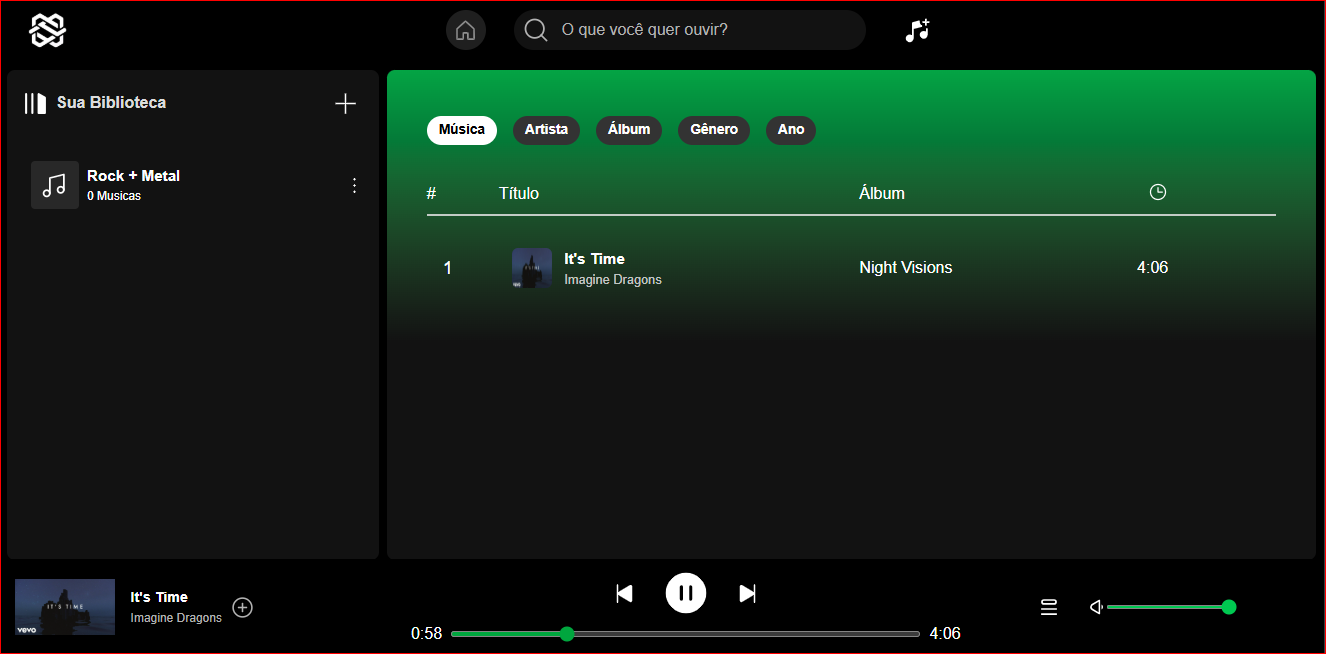 O que você quer ouvir?
Sua Biblioteca
Rock + Metal
0 Musicas
Música Artista Álbum Gênero Ano
# Título Álbum
1 It's Time Night Visions 4:06
Imagine Dragons
IT'S TIME
vevo
It's Time
Imagine Dragons
0:58 4:06